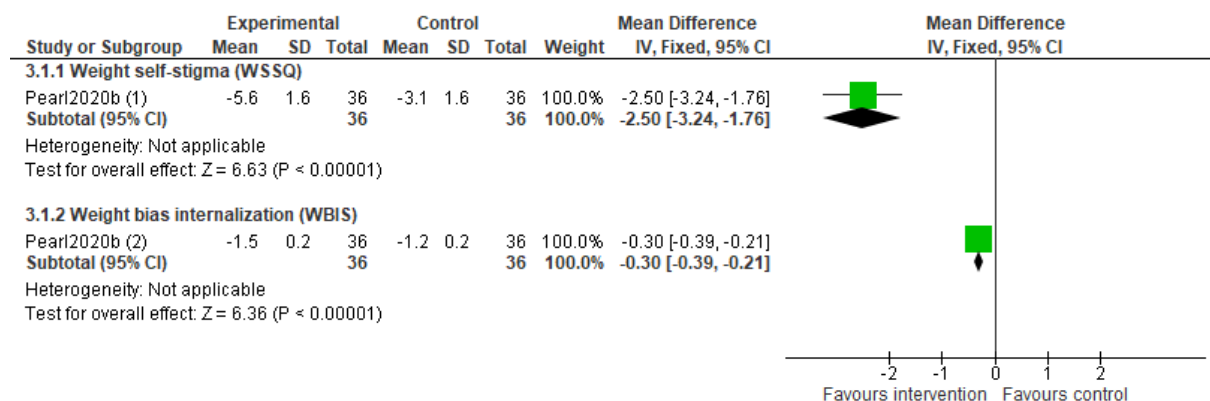 Experimental Control Mean Difference Mean Difference
Study or Subgroup Mean SD Total Mean SD Total Weight IV, Fixed, 95% CI IV, Fixed, 95% CI
3.1.1 Weight self-stigma (WSSQ)
Pearl2020b (1) -5.6 1.6 36 -3.1 1.6 36 100.0% -2.50 [-3.24, -1.76]
Subtotal (95% CI) 36 36 100.0% -2.50 [-3.24, -1.76]
Heterogeneity: Not applicable
Test for overall effect: Z = 6.63 (P < 0.00001)
3.1.2 Weight bias internalization (WBIS)
Pearl2020b (2) -1.5 0.2 36 -1.2 0.2 36 100.0% -0.30 [-0.39, -0.21]
Subtotal (95% CI) 36 36 100.0% -0.30 [-0.39, -0.21]
Heterogeneity: Not applicable
Test for overall effect: Z = 6.36 (P < 0.00001)
-2 -1 0 1 2
Favours intervention Favours control